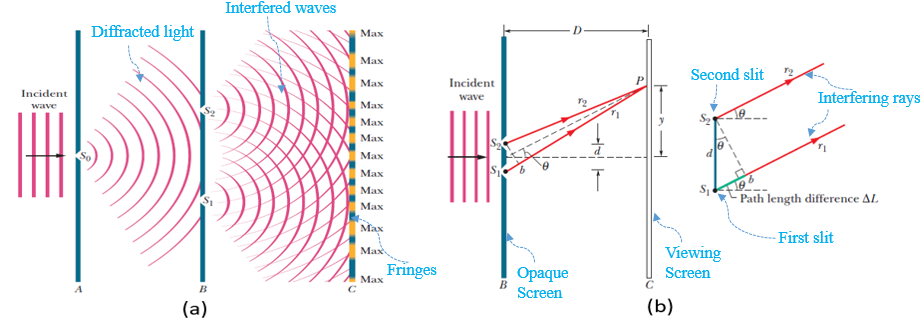 Interfered waves
Diffracted light
Incident
wave
S0
S2
S1
Max
Max
Max
Max
Max
Max
Max
Max
Max
Max
Max
Max
Fringes
A
B
C
(a)
D
Incident
wave
P
r2
r1
y
d
S2
S1
b
θ
B
C
Opaque
Screen
Viewing
Screen
(b)
Second slit
r2
Interfering rays
S2
θ
θ
r1
d
S1
θ
b
Path length difference ΔL
First slit